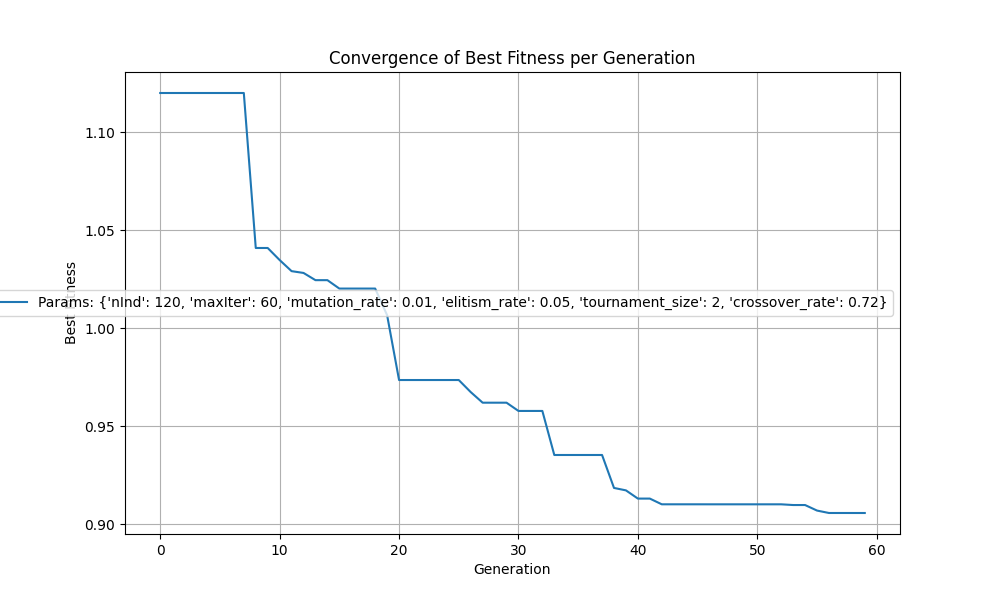 Convergence of Best Fitness per Generation
1.10
1.05
1.00
0.95
0.90
Best
ness
Params: {'nInd': 120, 'maxIter': 60, 'mutation_rate': 0.01, 'elitism_rate': 0.05, 'tournament_size': 2, 'crossover_rate': 0.72}
0 10 20 30 40 50 60
Generation